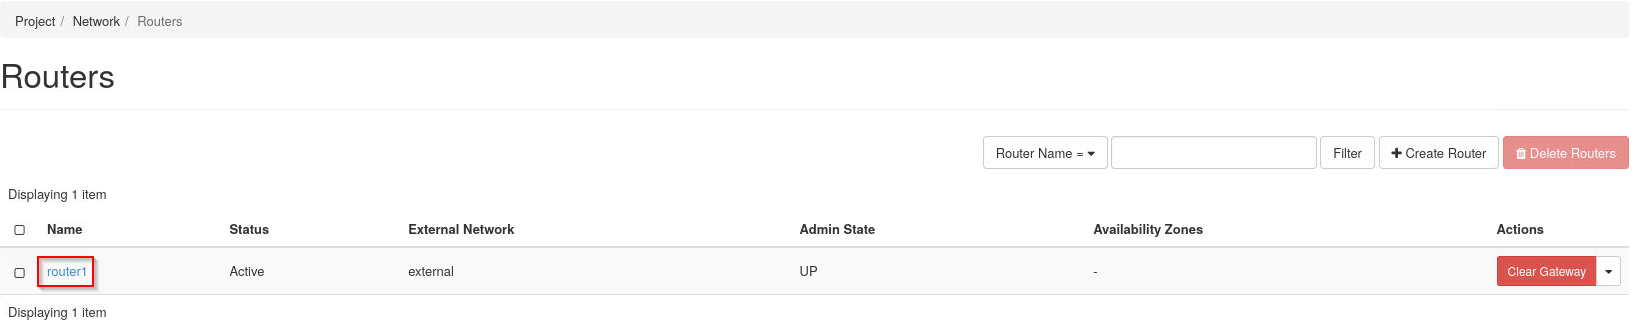 Project / Network / Routers
Routers
Router Name = Filter Create Router Delete Routers
Displaying 1 item
Name Status External Network Admin State Availability Zones Actions
router1 Active external UP - Clear Gateway
Displaying 1 item